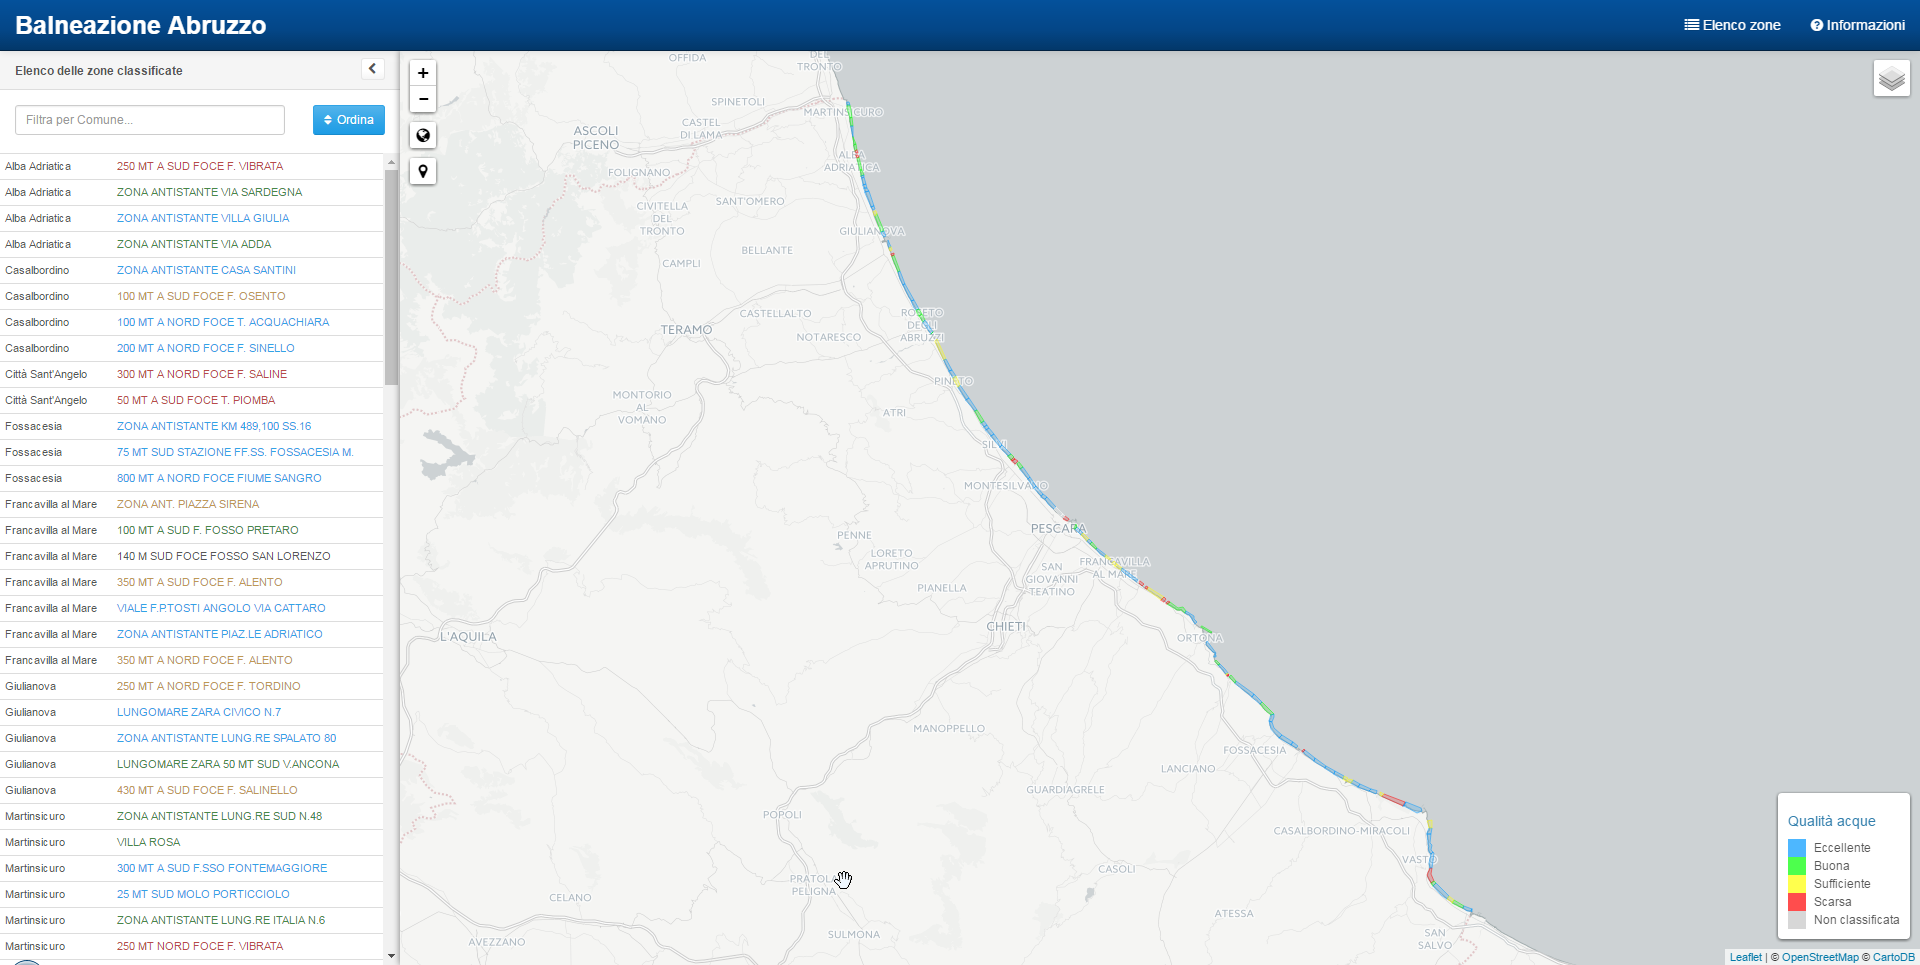 Balneazione Abruzzo
Elenco zone
Informazioni
Elenco delle zone classificate
Filtra per Comune...
Ordina
Alba Adriatica 250 MT A SUD FOCE F. VIBRATA
Alba Adriatica ZONA ANTISTANTE VIA SARDEGNA
Alba Adriatica ZONA ANTISTANTE VILLA GIULIA
Alba Adriatica ZONA ANTISTANTE VIA ADDA
Casalbordino ZONA ANTISTANTE CASA SANTINI
Casalbordino 100 MT A SUD FOCE F. OSENTO
Casalbordino 100 MT A NORD FOCE T. ACQUACHIARA
Casalbordino 200 MT A NORD FOCE F. SINELLO
Città Sant'Angelo 300 MT A NORD FOCE F. SALINE
Città Sant'Angelo 50 MT A SUD FOCE T. PIOMBA
Fossacesia ZONA ANTISTANTE KM 489,100 SS.16
Fossacesia 75 MT SUD STAZIONE FF.SS. FOSSACESIA M.
Fossacesia 800 MT A NORD FOCE FIUME SANGRO
Francavilla al Mare ZONA ANT. PIAZZA SIRENA
Francavilla al Mare 100 MT A SUD F. FOSSO PRETARO
Francavilla al Mare 140 M SUD FOCE FOSSO SAN LORENZO
Francavilla al Mare 350 MT A SUD FOCE F. ALENTO
Francavilla al Mare VIALE F.P.TOSTI ANGOLO VIA CATTARO
Francavilla al Mare ZONA ANTISTANTE PIAZ.LE ADRIATICO
Francavilla al Mare 350 MT A NORD FOCE F. ALENTO
Giulianova 250 MT A NORD FOCE F. TORDINO
Giulianova LUNGOMARE ZARA CIVICO N.7
Giulianova ZONA ANTISTANTE LUNG.RE SPALATO 80
Giulianova LUNGOMARE ZARA 50 MT SUD V.ANCONA
Giulianova 430 MT A SUD FOCE F. SALINELLO
Martinsicuro ZONA ANTISTANTE LUNG.RE SUD N.48
Martinsicuro VILLA ROSA
Martinsicuro 300 MT A SUD F.SSO FONTEMAGGIORE
Martinsicuro 25 MT SUD MOLO PORTICCIOLO
Martinsicuro ZONA ANTISTANTE LUNG.RE ITALIA N.6
Martinsicuro 250 MT NORD FOCE F. VIBRATA
+
−
OFFIDA
DEL
TRONTO
SPINETOLI
MARTINSICURO
CASTEL
DI LAMA
ASCOLI
PICENO
ALBA
ADRIATICA
FOLIGNANO
SANT'OMERO
CIVITELLA
DEL
TRONTO
GIULIANOVA
BELLANTE
CAMPLI
CASTELLALTO
ROSETO
DEGLI
ABRUZZI
TERAMO
NOTARESCO
PINETO
MONTORIO
AL
VOMANO
ATRI
SILVI
MONTESILVANO
PESCARA
PENNE
LORETO
APRUTINO
FRANCAVILLA
AL MARE
SAN
GIOVANNI
TEATINO
PIANELLA
CHIETI
L'AQUILA
ORTONA
MANOPPELLO
FOSSACESIA
LANCIANO
GUARDIAGRELE
POPOLI
CASALBORDINO-MIRACOLI
VASTO
CASOLI
PRATOLA
PELIGNA
CELANO
ATESSA
SULMONA
AVEZZANO
SAN
SALVO
Qualità acque
Eccellente
Buona
Sufficiente
Scarsa
Non classificata
Leaflet | © OpenStreetMap © CartoDB